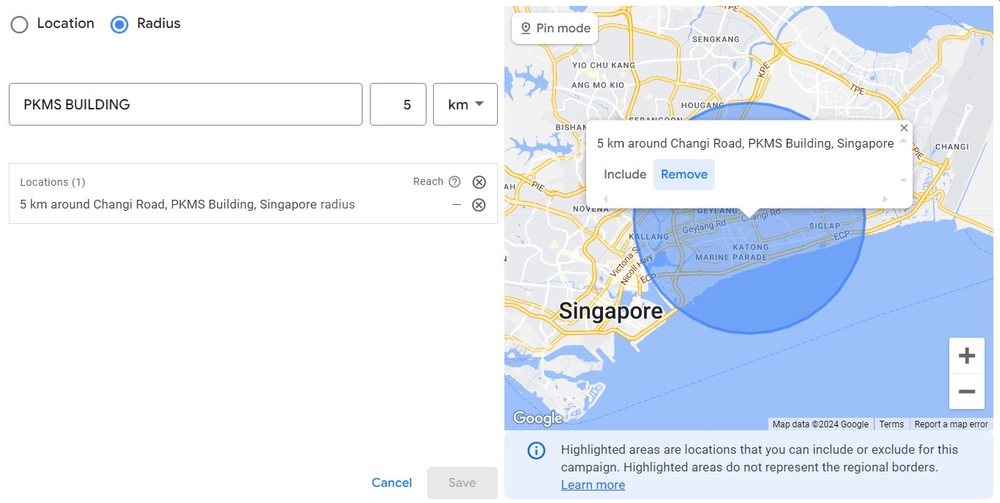 Location
Radius
PKMS BUILDING
5
km
Locations (1)
Reach
5 km around Changi Road, PKMS Building, Singapore radius
–
Cancel
Save
Pin mode
TPE
SENGKANG
YIO CHU KANG
KPE
ANG MO KIO
TPE
HOUGANG
SERANGOON
BISHAN
5 km around Changi Road, PKMS Building, Singapore
CHANGI
PIE
Include
Remove
PIE
NOVENA
GEYLANG
Changi Rd
Geylang Rd
SIGLAP
KALLANG
ECP
KATONG
Victoria S
MARINE PARADE
Nicoll Hwy
ECP
Singapore
Google
Map data ©2024 Google
Terms
Report a map error
Highlighted areas are locations that you can include or exclude for this
campaign. Highlighted areas do not represent the regional borders.
Learn more